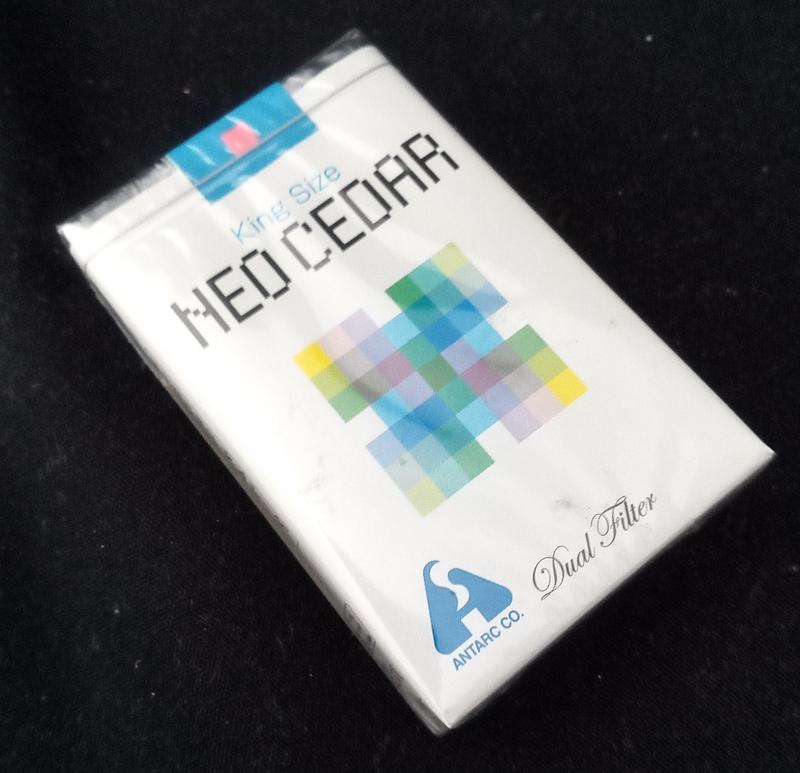 King Size
NEO CEDAR
Dual Filter
ANTARC CO.